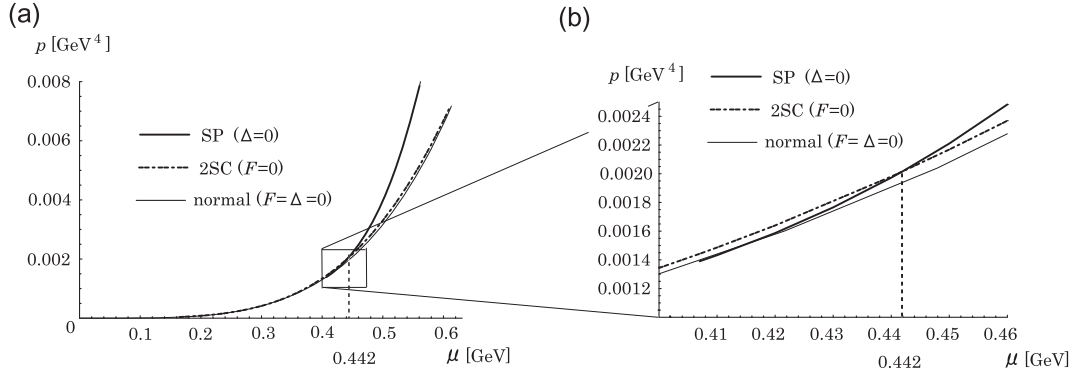 (a)
p [GeV⁴]
0.008
0.006
0.004
0.002
0
0.1 0.2 0.3 0.4 0.5 0.6
0.442
μ [GeV]
SP (Δ=0)
2SC (F=0)
normal (F=Δ=0)
(b)
p [GeV⁴]
SP (Δ=0)
2SC (F=0)
normal (F=Δ=0)
0.0024
0.0022
0.0020
0.0018
0.0016
0.0014
0.0012
0.41 0.42 0.43 0.44 0.45 0.46
0.442
μ [GeV]